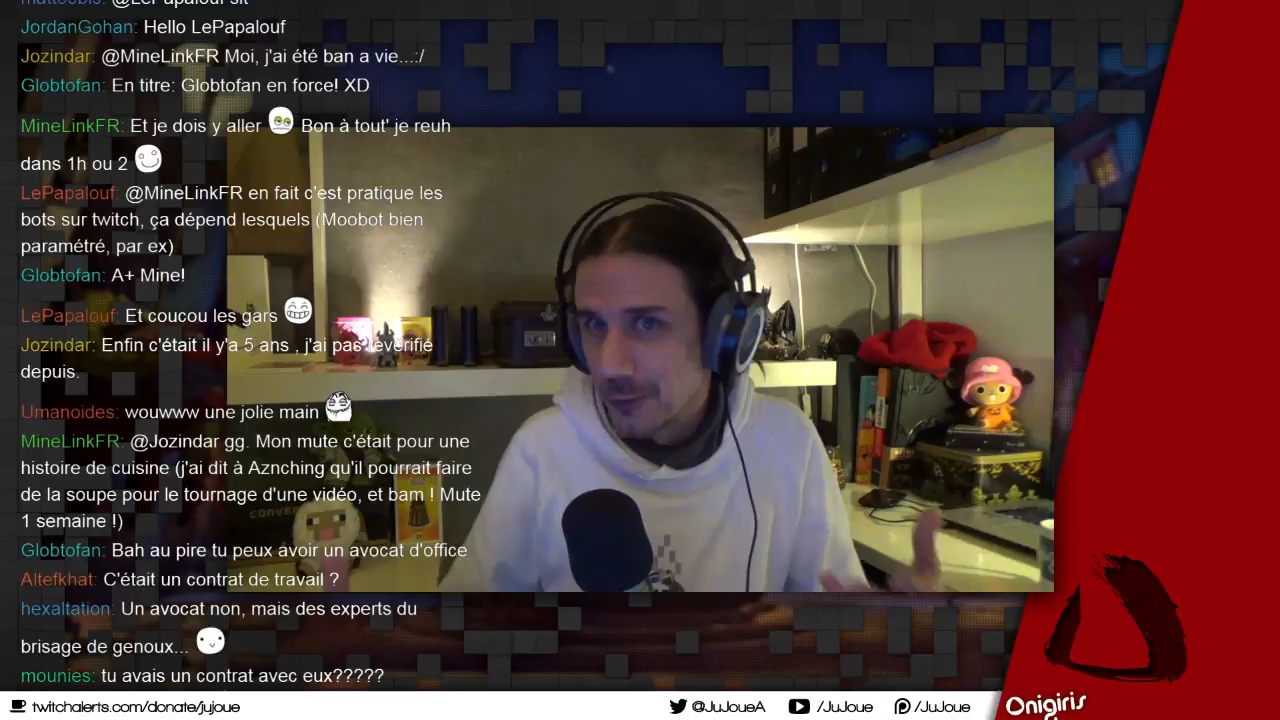 JordanGohan: Hello LePapalouf
Jozindar: @MineLinkFR Moi, j'ai été ban a vie...:/
Globtofan: En titre: Globtofan en force! XD
MineLinkFR: Et je dois y aller Bon à tout' je reuh
dans 1h ou 2
LePapalouf: @MineLinkFR en fait c'est pratique les
bots sur twitch, ça dépend lesquels (Moobot bien
paramétré, par ex)
Globtofan: A+ Mine!
LePapalouf: Et coucou les gars
Jozindar: Enfin c'était il y'a 5 ans , j'ai pas revérifié
depuis.
Umanoides: wouwww une jolie main
MineLinkFR: @Jozindar gg. Mon mute c'était pour une
histoire de cuisine (j'ai dit à Aznching qu'il pourrait faire
de la soupe pour le tournage d'une vidéo, et bam ! Mute
1 semaine !)
Globtofan: Bah au pire tu peux avoir un avocat d'office
Altefkhat: C'était un contrat de travail ?
hexaltation: Un avocat non, mais des experts du
brisage de genoux...
mounies: tu avais un contrat avec eux?????
twitchalerts.com/donate/jujoue
@JuJoueA
/JuJoue
/JuJoue
Onigiris